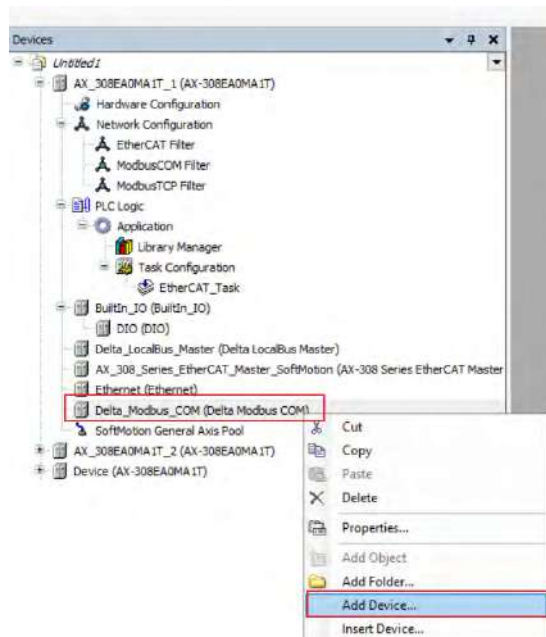 Devices
Untitled1
AX_308EA0MA1T_1 (AX-308EA0MA1T)
Hardware Configuration
Network Configuration
EtherCAT Filter
ModbusCOM Filter
ModbusTCP Filter
PLC Logic
Application
Library Manager
Task Configuration
EtherCAT_Task
BuiltIn_IO (BuiltIn_IO)
DIO (DIO)
Delta_LocalBus_Master (Delta LocalBus Master)
AX_308_Series_EtherCAT_Master_SoftMotion (AX-308 Series EtherCAT Master
Ethernet (Ethernet)
Delta_Modbus_COM (Delta Modbus COM)
SoftMotion General Axis Pool
AX_308EA0MA1T_2 (AX-308EA0MA1T)
Device (AX-308EA0MA1T)
Cut
Copy
Paste
Delete
Properties...
Add Object
Add Folder...
Add Device...
Insert Device...